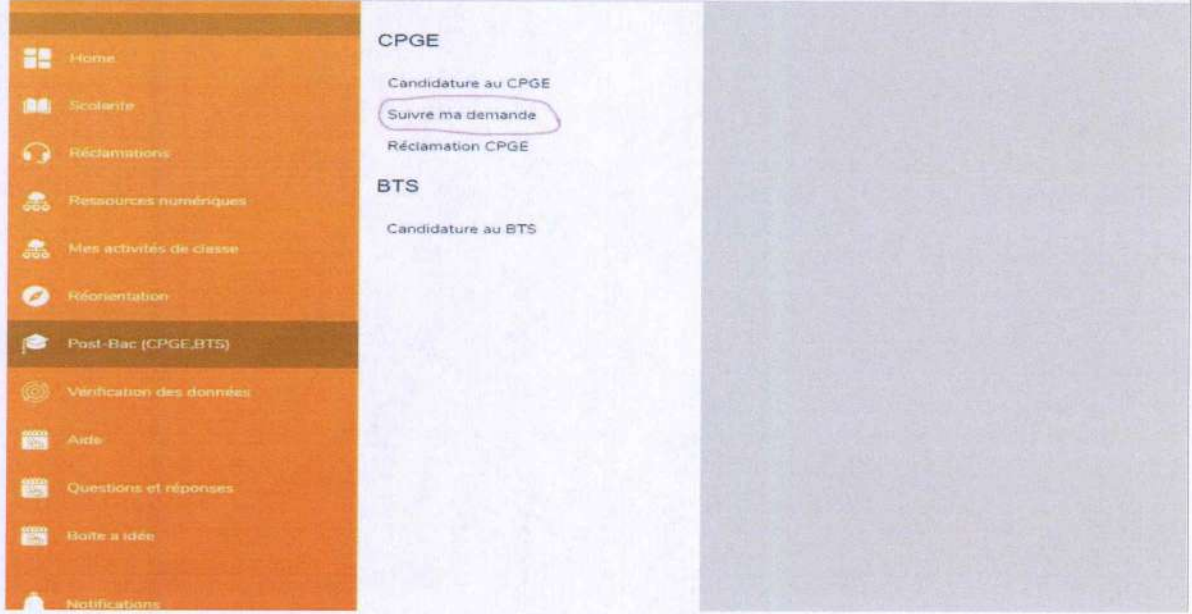 Home
Scolarite
Réclamations
Ressources numériques
Mes activités de classe
Réorientation
Post-Bac (CPGE,BTS)
Vérification des données
Aide
Questions et réponses
Boite a idée
Notifications
CPGE
Candidature au CPGE
Suivre ma demande
Réclamation CPGE
BTS
Candidature au BTS